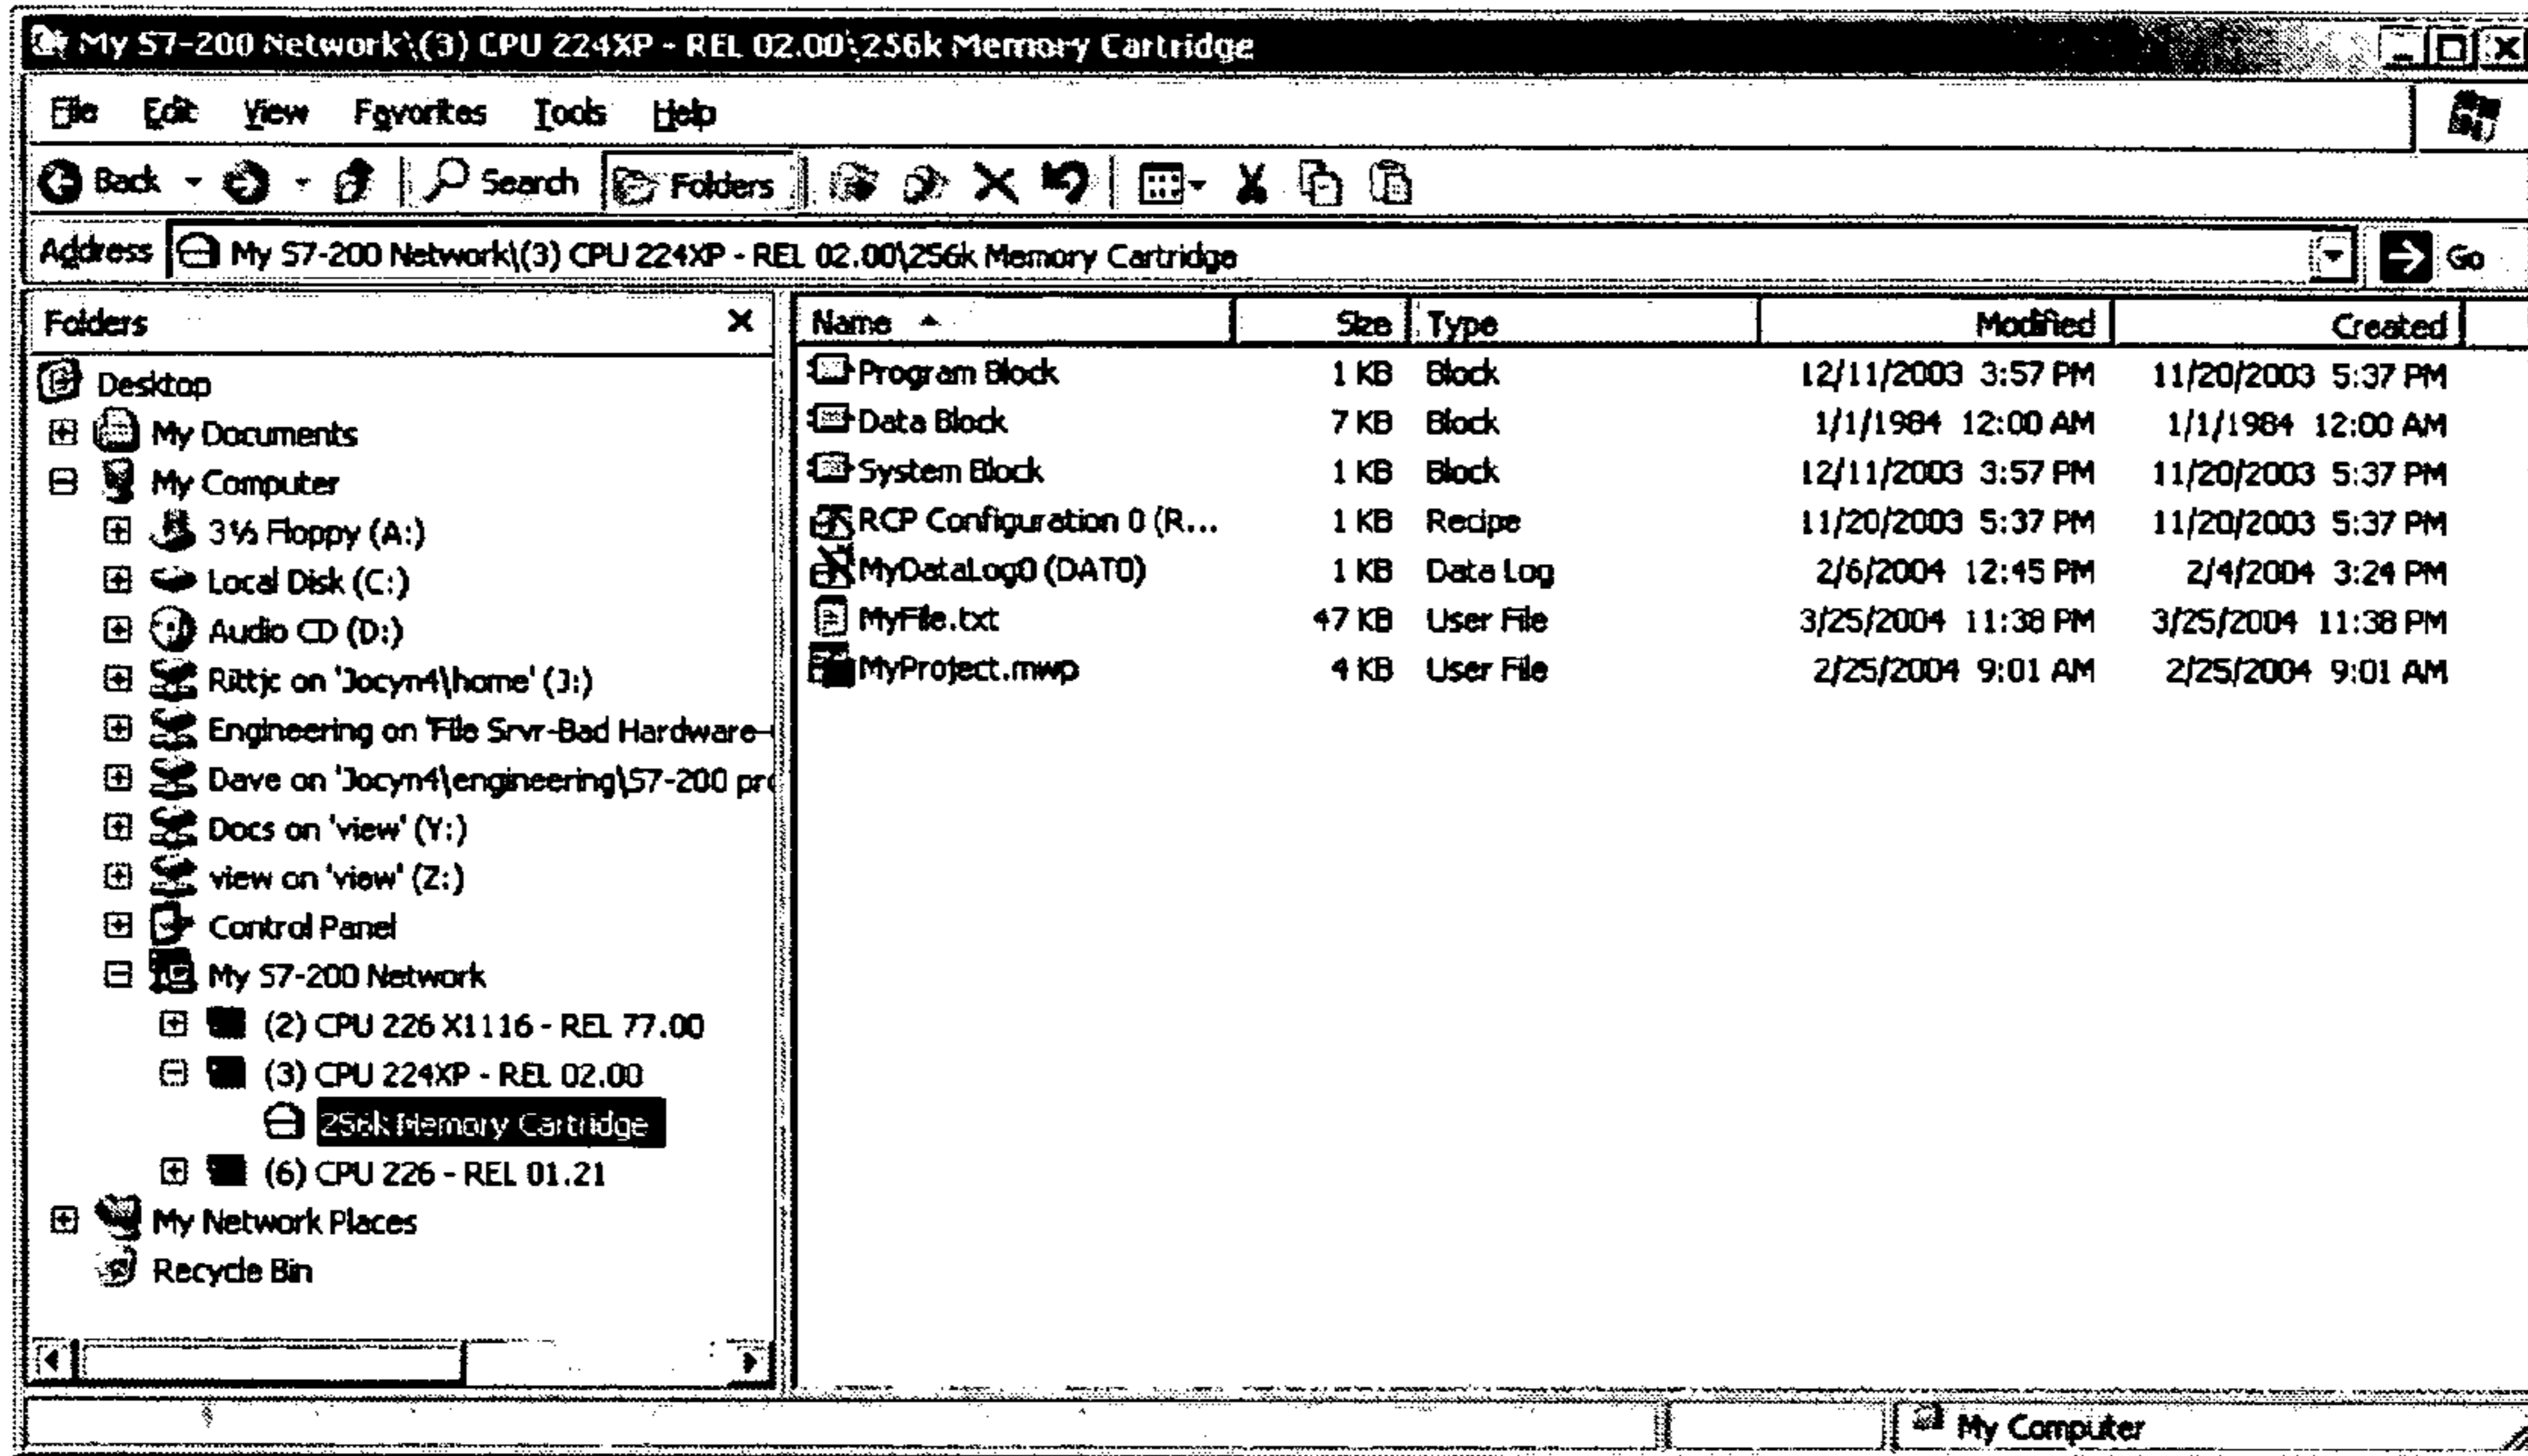 My S7-200 Network\(3) CPU 224XP - REL 02.00\256k Memory Cartridge
File Edit View Favorites Tools Help
Back Search Folders
Address My S7-200 Network\(3) CPU 224XP - REL 02.00\256k Memory Cartridge Go
Folders
Desktop
My Documents
My Computer
3½ Floppy (A:)
Local Disk (C:)
Audio CD (D:)
Rittjc on 'Jocyn4\home' (J:)
Engineering on 'File Srvr-Bad Hardware-
Dave on 'Jocyn4\engineering\S7-200 pro
Docs on 'view' (Y:)
view on 'view' (Z:)
Control Panel
My S7-200 Network
(2) CPU 226 X1116 - REL 77.00
(3) CPU 224XP - REL 02.00
256k Memory Cartridge
(6) CPU 226 - REL 01.21
My Network Places
Recycle Bin
Name Size Type Modified Created
Program Block 1 KB Block 12/11/2003 3:57 PM 11/20/2003 5:37 PM
Data Block 7 KB Block 1/1/1984 12:00 AM 1/1/1984 12:00 AM
System Block 1 KB Block 12/11/2003 3:57 PM 11/20/2003 5:37 PM
RCP Configuration 0 (R... 1 KB Recipe 11/20/2003 5:37 PM 11/20/2003 5:37 PM
MyDataLog0 (DAT0) 1 KB Data Log 2/6/2004 12:45 PM 2/4/2004 3:24 PM
MyFile.txt 47 KB User File 3/25/2004 11:38 PM 3/25/2004 11:38 PM
MyProject.mwp 4 KB User File 2/25/2004 9:01 AM 2/25/2004 9:01 AM
My Computer